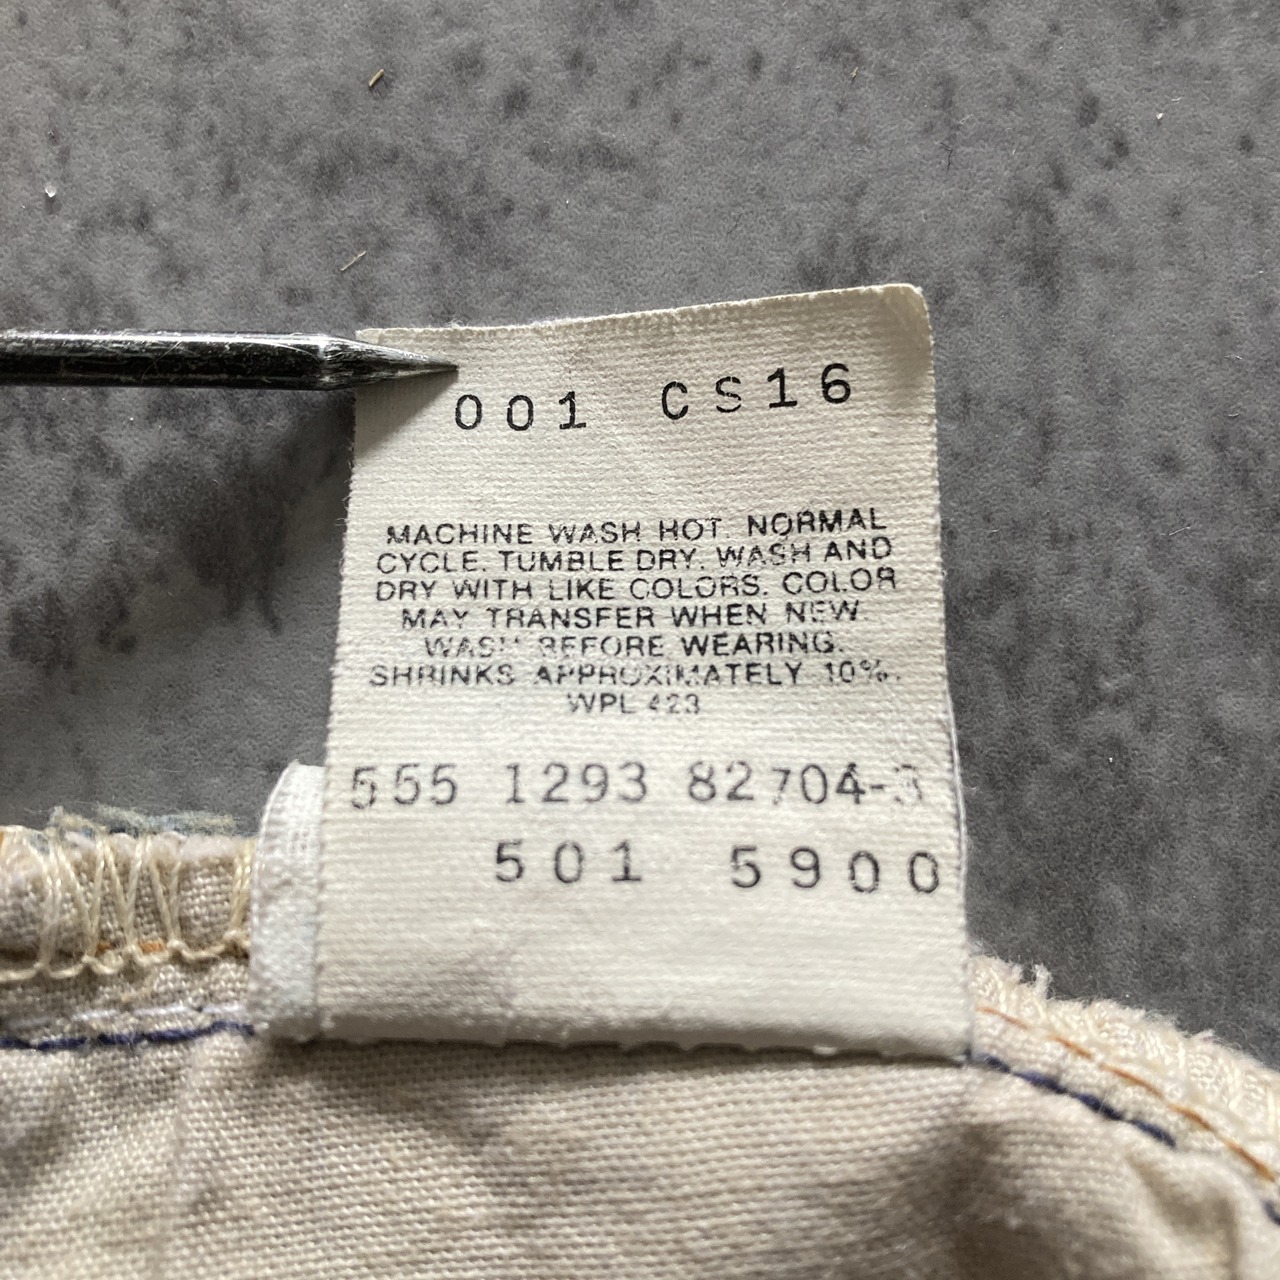 001 CS16
MACHINE WASH HOT. NORMAL
CYCLE. TUMBLE DRY. WASH AND
DRY WITH LIKE COLORS. COLOR
MAY TRANSFER WHEN NEW.
WASH BEFORE WEARING.
SHRINKS APPROXIMATELY 10%.
WPL 423
555 1293 82704-3
501 5900